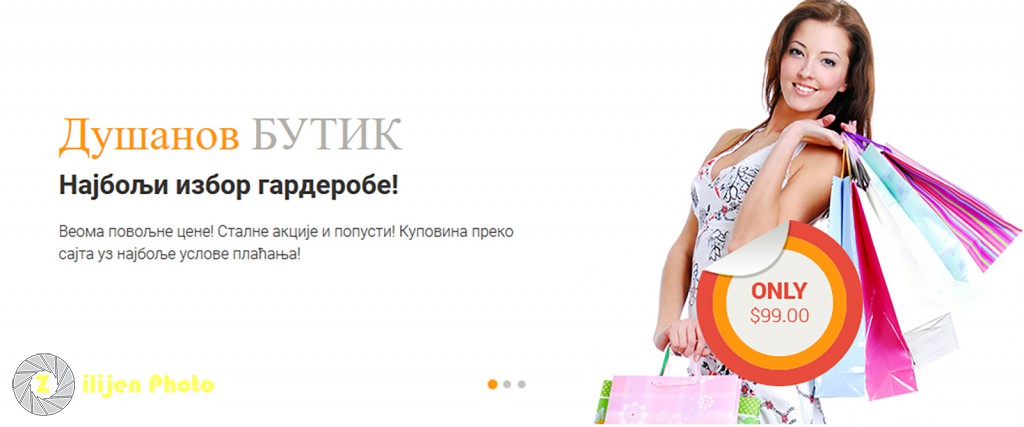 Душанов БУТИК
Најбољи избор гардеробе!
Веома повољне цене! Сталне акције и попусти! Куповина преко
сајта уз најбоље услове плаћања!
ONLY
$99.00
Zilijen Photo